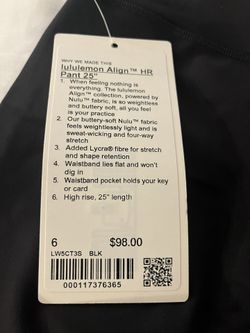 WHY WE MADE THIS
lululemon Align™ HR
Pant 25"
1. When feeling nothing is
everything. The lululemon
Align™ collection, powered by
Nulu™ fabric, is so weightless
and buttery soft, all you feel
is your practice
2. Our buttery-soft Nulu™ fabric
feels weightlessly light and is
sweat-wicking and four-way
stretch
3. Added Lycra® fibre for stretch
and shape retention
4. Waistband lies flat and won't
dig in
5. Waistband pocket holds your
key or card
6. High rise, 25" length
6 $98.00
LW5CT3S BLK
000117376365